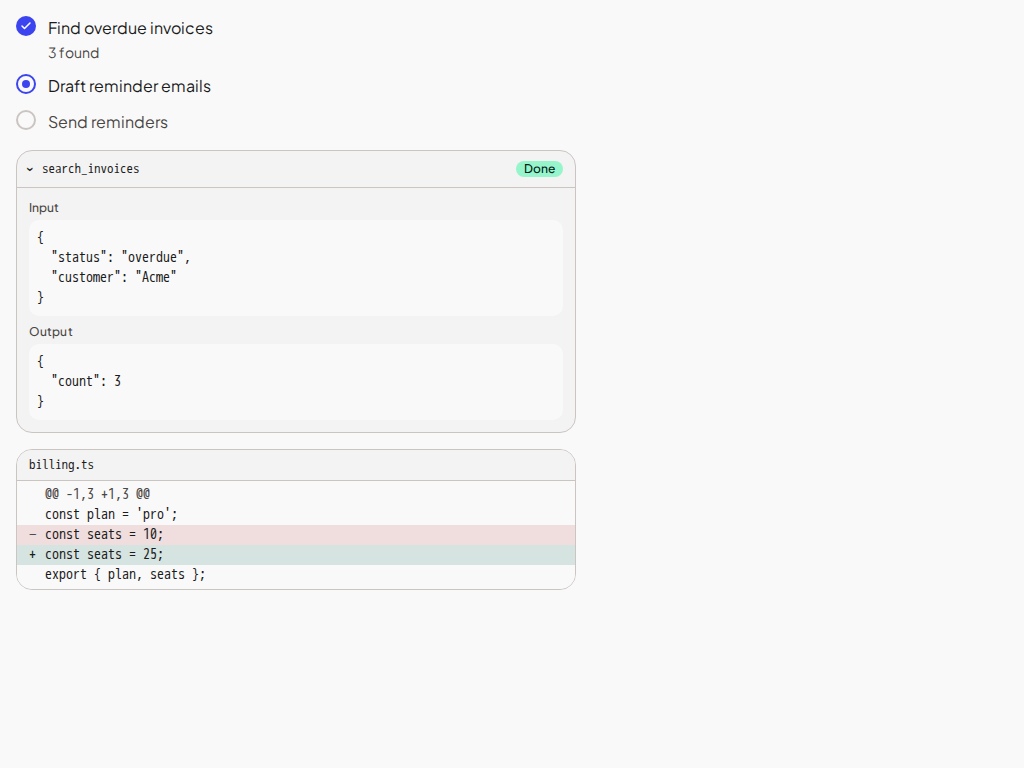 Find overdue invoices
3 found
Draft reminder emails
Send reminders
search_invoices Done
Input
{
  "status": "overdue",
  "customer": "Acme"
}
Output
{
  "count": 3
}
billing.ts
@@ -1,3 +1,3 @@
const plan = 'pro';
− const seats = 10;
+ const seats = 25;
export { plan, seats };